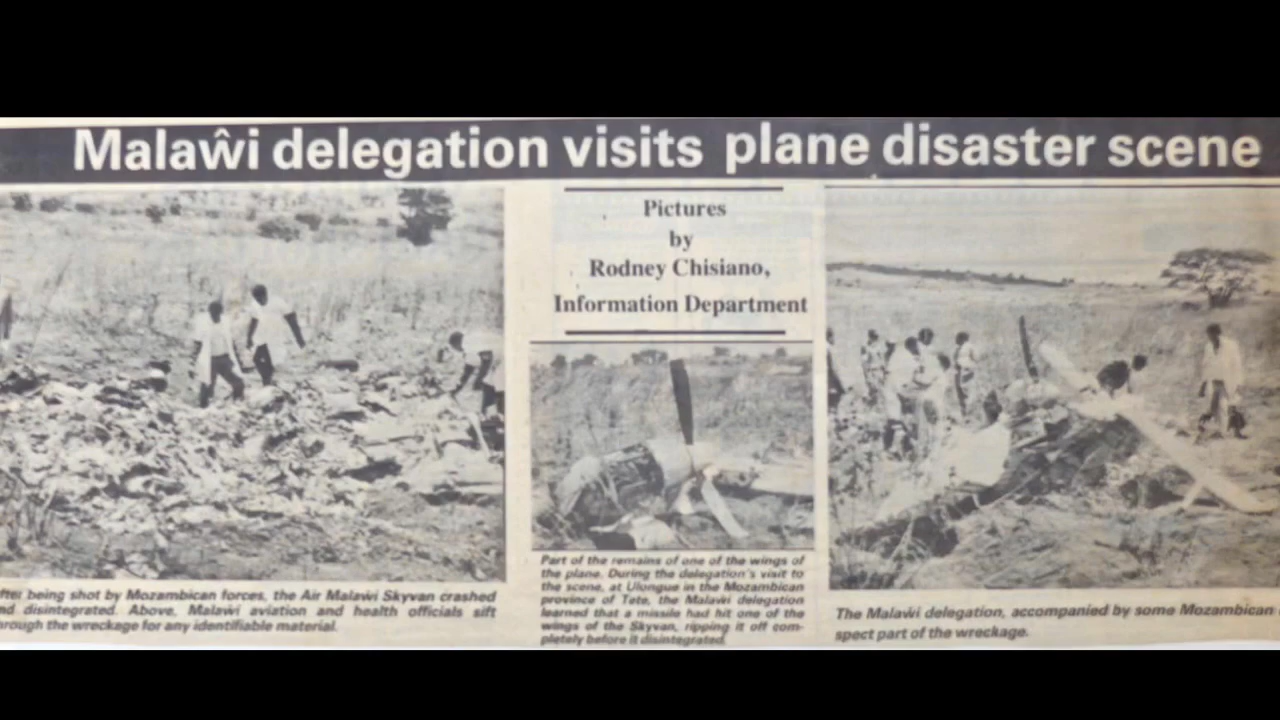 Malaŵi delegation visits plane disaster scene
Pictures
by
Rodney Chisiano,
Information Department
fter being shot by Mozambican forces, the Air Malaŵi Skyvan crashed
nd disintegrated. Above, Malaŵi aviation and health officials sift
hrough the wreckage for any identifiable material.
Part of the remains of one of the wings of
the plane. During the delegation's visit to
the scene, at Ulongue in the Mozambican
province of Tete, the Malaŵi delegation
learned that a missile had hit one of the
wings of the Skyvan, ripping it off com-
pletely before it disintegrated.
The Malaŵi delegation, accompanied by some Mozambican
spect part of the wreckage.